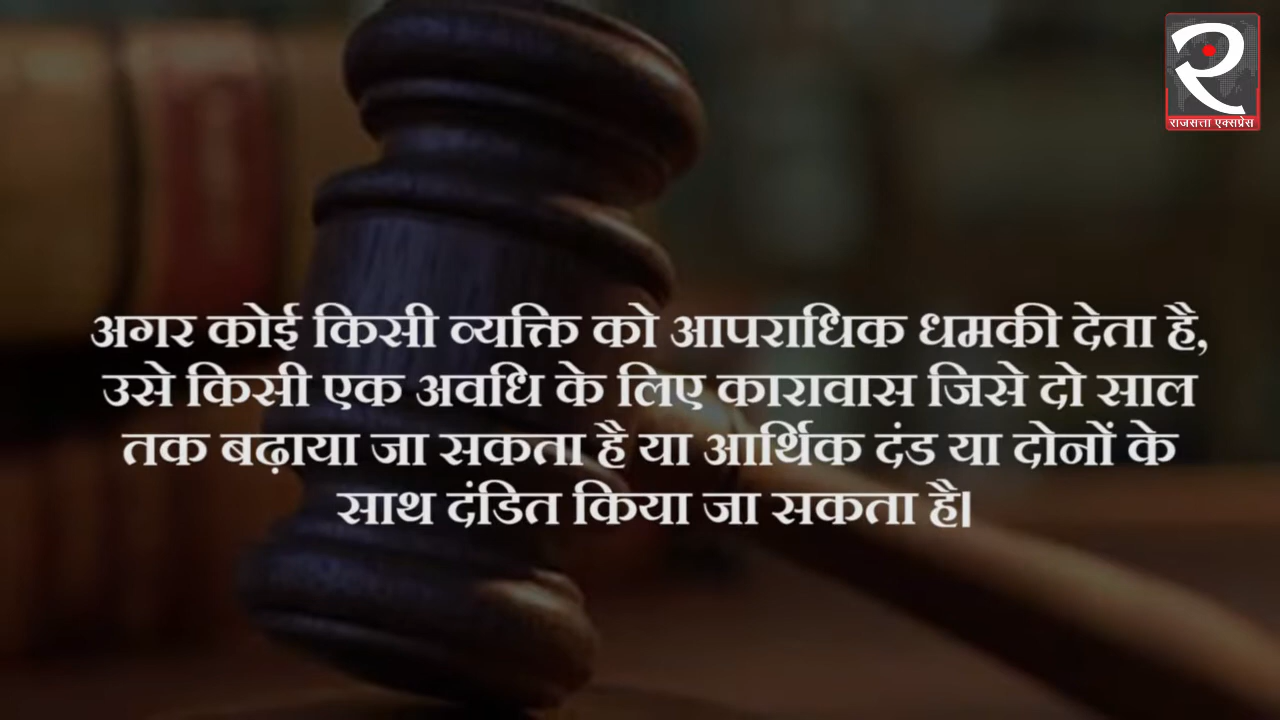 र
राजसत्ता एक्सप्रेस
अगर कोई किसी व्यक्ति को आपराधिक धमकी देता है,
उसे किसी एक अवधि के लिए कारावास जिसे दो साल
तक बढ़ाया जा सकता है या आर्थिक दंड या दोनों के
साथ दंडित किया जा सकता है।